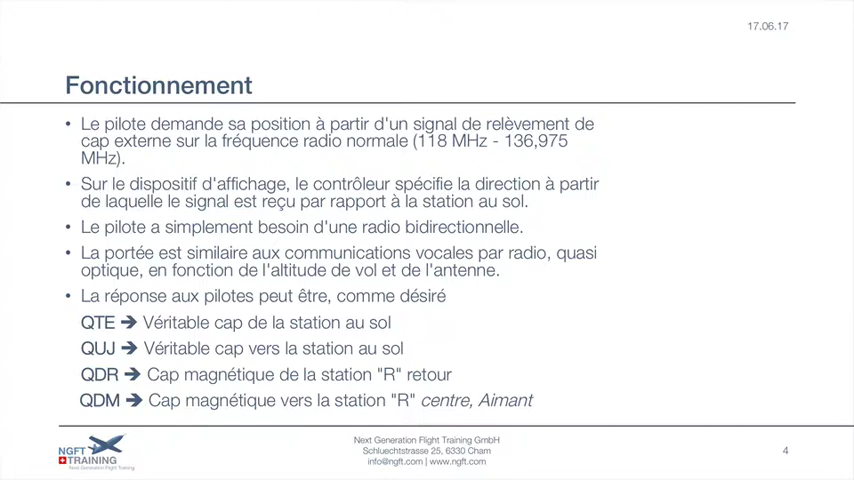 17.06.17
Fonctionnement
• Le pilote demande sa position à partir d'un signal de relèvement de
cap externe sur la fréquence radio normale (118 MHz - 136,975
MHz).
• Sur le dispositif d'affichage, le contrôleur spécifie la direction à partir
de laquelle le signal est reçu par rapport à la station au sol.
• Le pilote a simplement besoin d'une radio bidirectionnelle.
• La portée est similaire aux communications vocales par radio, quasi
optique, en fonction de l'altitude de vol et de l'antenne.
• La réponse aux pilotes peut être, comme désiré
QTE ➔ Véritable cap de la station au sol
QUJ ➔ Véritable cap vers la station au sol
QDR ➔ Cap magnétique de la station "R" retour
QDM ➔ Cap magnétique vers la station "R" centre, Aimant
NGFT
TRAINING
Next Generation Flight Training
Next Generation Flight Training GmbH
Schluechtstrasse 25, 6330 Cham
info@ngft.com | www.ngft.com
4